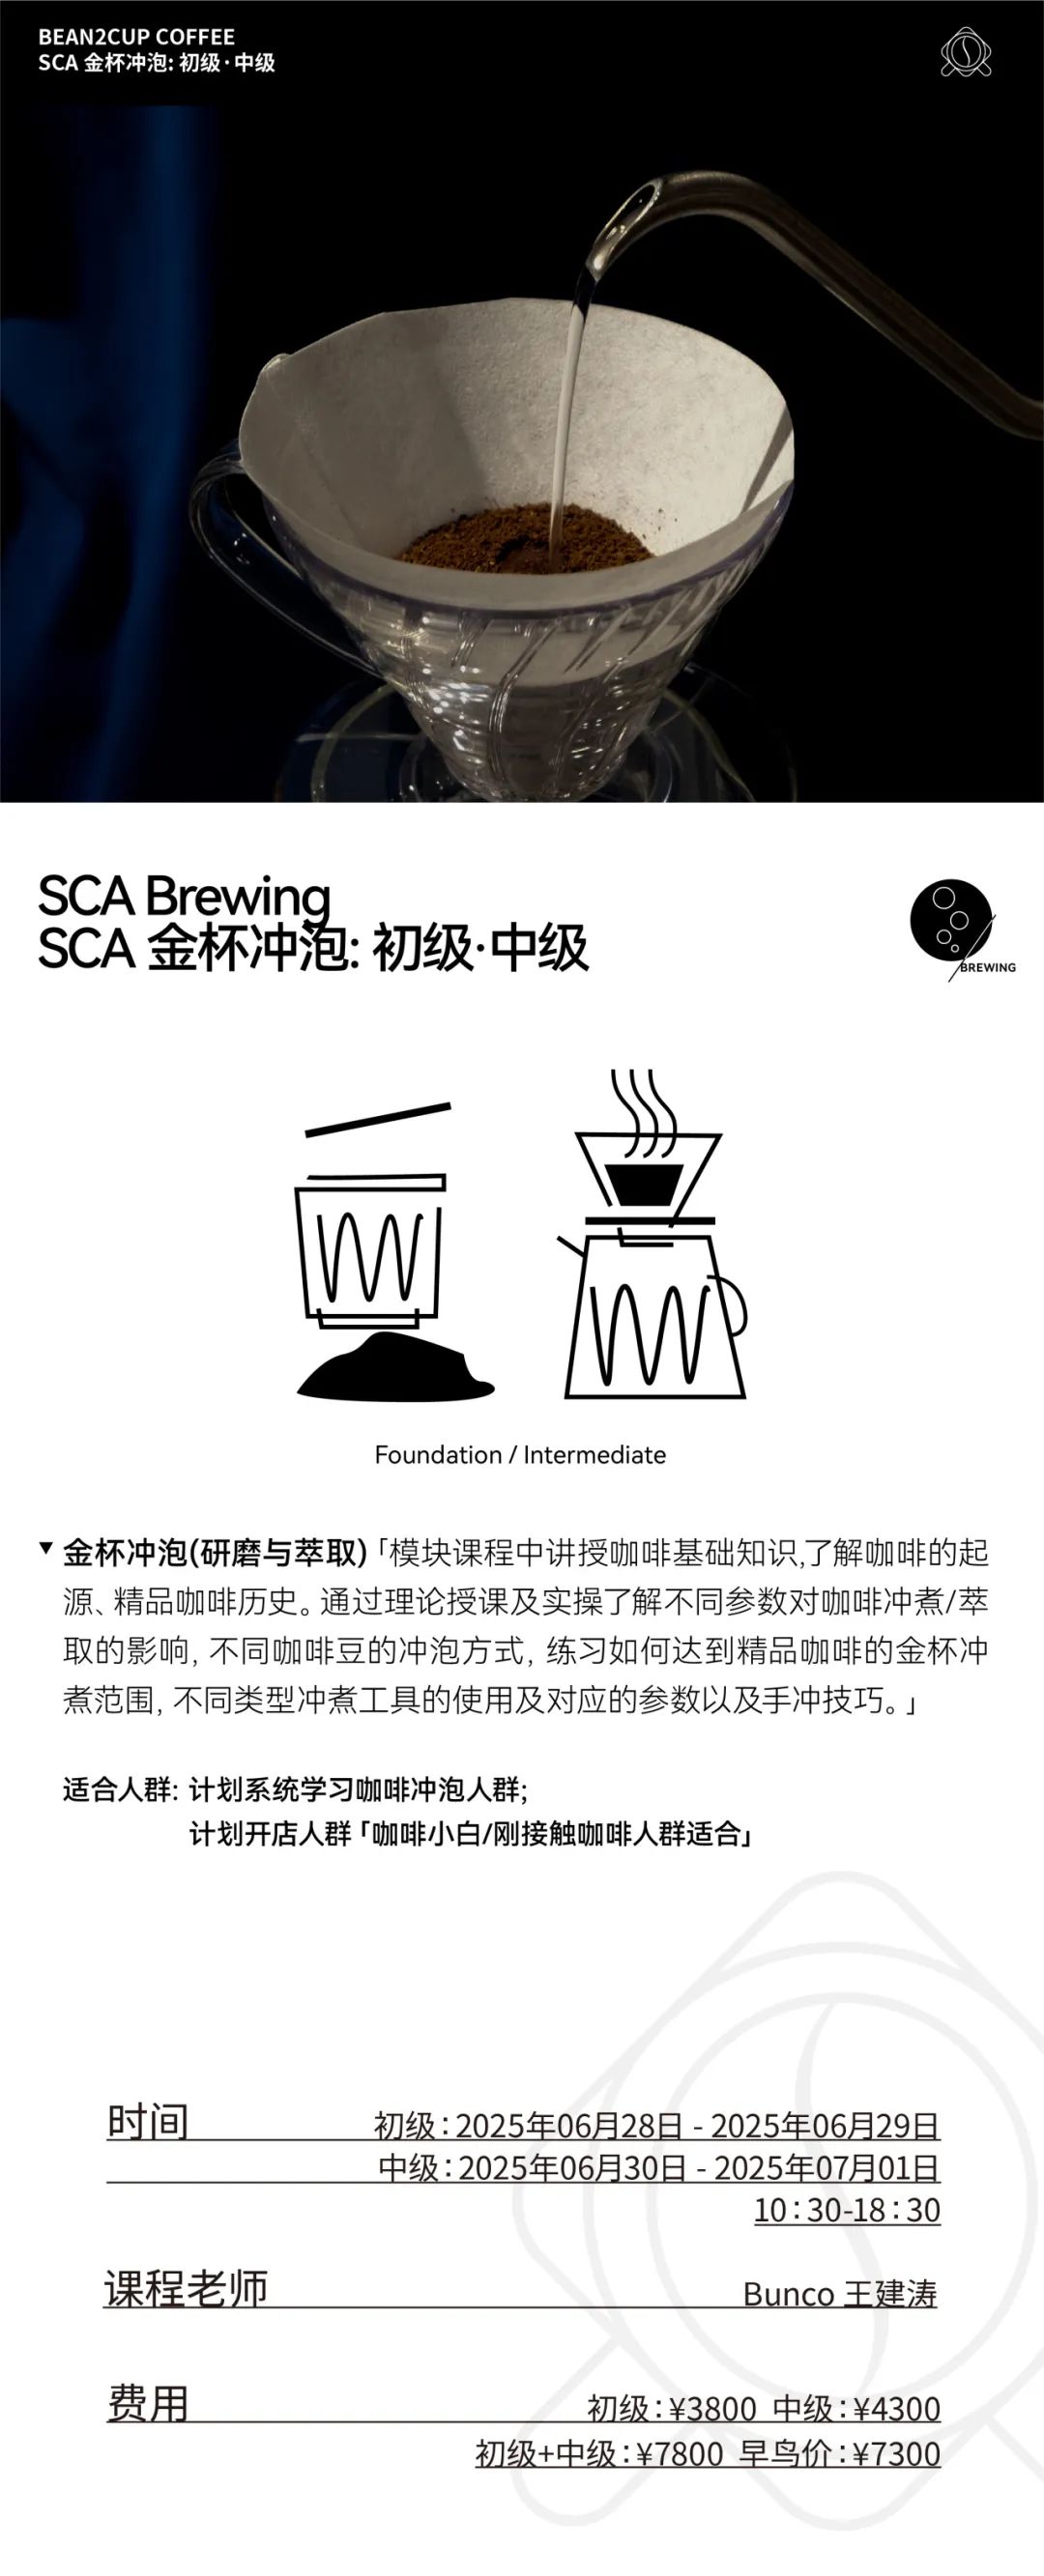 BEAN2CUP COFFEE
SCA 金杯冲泡: 初级·中级
SCA Brewing
SCA 金杯冲泡: 初级·中级
BREWING
Foundation / Intermediate
▼ 金杯冲泡(研磨与萃取)「模块课程中讲授咖啡基础知识,了解咖啡的起
源、精品咖啡历史。通过理论授课及实操了解不同参数对咖啡冲煮/萃
取的影响, 不同咖啡豆的冲泡方式, 练习如何达到精品咖啡的金杯冲
煮范围, 不同类型冲煮工具的使用及对应的参数以及手冲技巧。」
适合人群: 计划系统学习咖啡冲泡人群;
计划开店人群「咖啡小白/刚接触咖啡人群适合」
时间 初级:2025年06月28日 - 2025年06月29日
中级:2025年06月30日 - 2025年07月01日
10:30-18:30
课程老师 Bunco 王建涛
费用 初级:¥3800 中级:¥4300
初级+中级:¥7800 早鸟价:¥7300